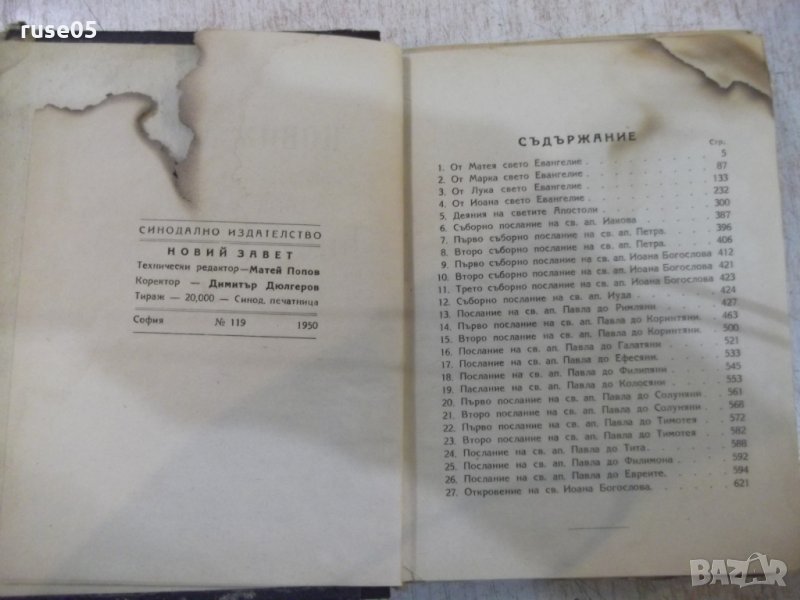 ruse05
СИНОДАЛНО ИЗДАТЕЛСТВО
НОВИЙ ЗАВЕТ
Технически редактор—Матей Попов
Коректор — Димитър Дюлгеров
Тираж — 20,000 — Синод. печатница
София № 119 1950
СЪДЪРЖАНИЕ
Стр.
1. От Матея свето Евангелие . . . . 5
2. От Марка свето Евангелие . . . . 87
3. От Лука свето Евангелие . . . . 133
4. От Иоана свето Евангелие . . . . 232
5. Деяния на светите Апостоли . . . . 300
6. Съборно послание на св. ап. Иакова . . . . 387
7. Първо съборно послание на св. ап. Петра. . . . 396
8. Второ съборно послание на св. ап. Петра. . . . 406
9. Първо съборно послание на св. ап. Иоана Богослова 412
10. Второ съборно послание на св. ап. Иоана Богослова 421
11. Трето съборно послание на св. ап. Иоана Богослова 423
12. Съборно послание на св. ап. Иуда . . . . 424
13. Послание на св. ап. Павла до Римляни . . . . 427
14. Първо послание на св. ап. Павла до Коринтяни. . 463
15. Второ послание на св. ап. Павла до Коринтяни. . 500
16. Послание на св. ап. Павла до Галатяни . . . . 521
17. Послание на св. ап. Павла до Ефесяни. . . . 533
18. Послание на св. ап. Павла до Филипяни . . . . 545
19. Паслание на св. ап. Павла до Колосяни. . . . 553
20. Първо послание на св. ап. Павла до Солуняни . . 561
21. Второ послание на св. ап. Павла до Солуняни . . 568
22. Първо послание на св. ап. Павла до Тимотея . . 572
23. Второ послание на св. ап. Павла до Тимотея . . 582
24. Послание на св. ап. Павла до Тита . . . . 588
25. Послание на св. ап. Павла до Филимона . . . . 592
26. Послание на св. ап. Павла до Евреите. . . . 594
27. Откровение на св. Иоана Богослова. . . . 621
BAZAR
bg